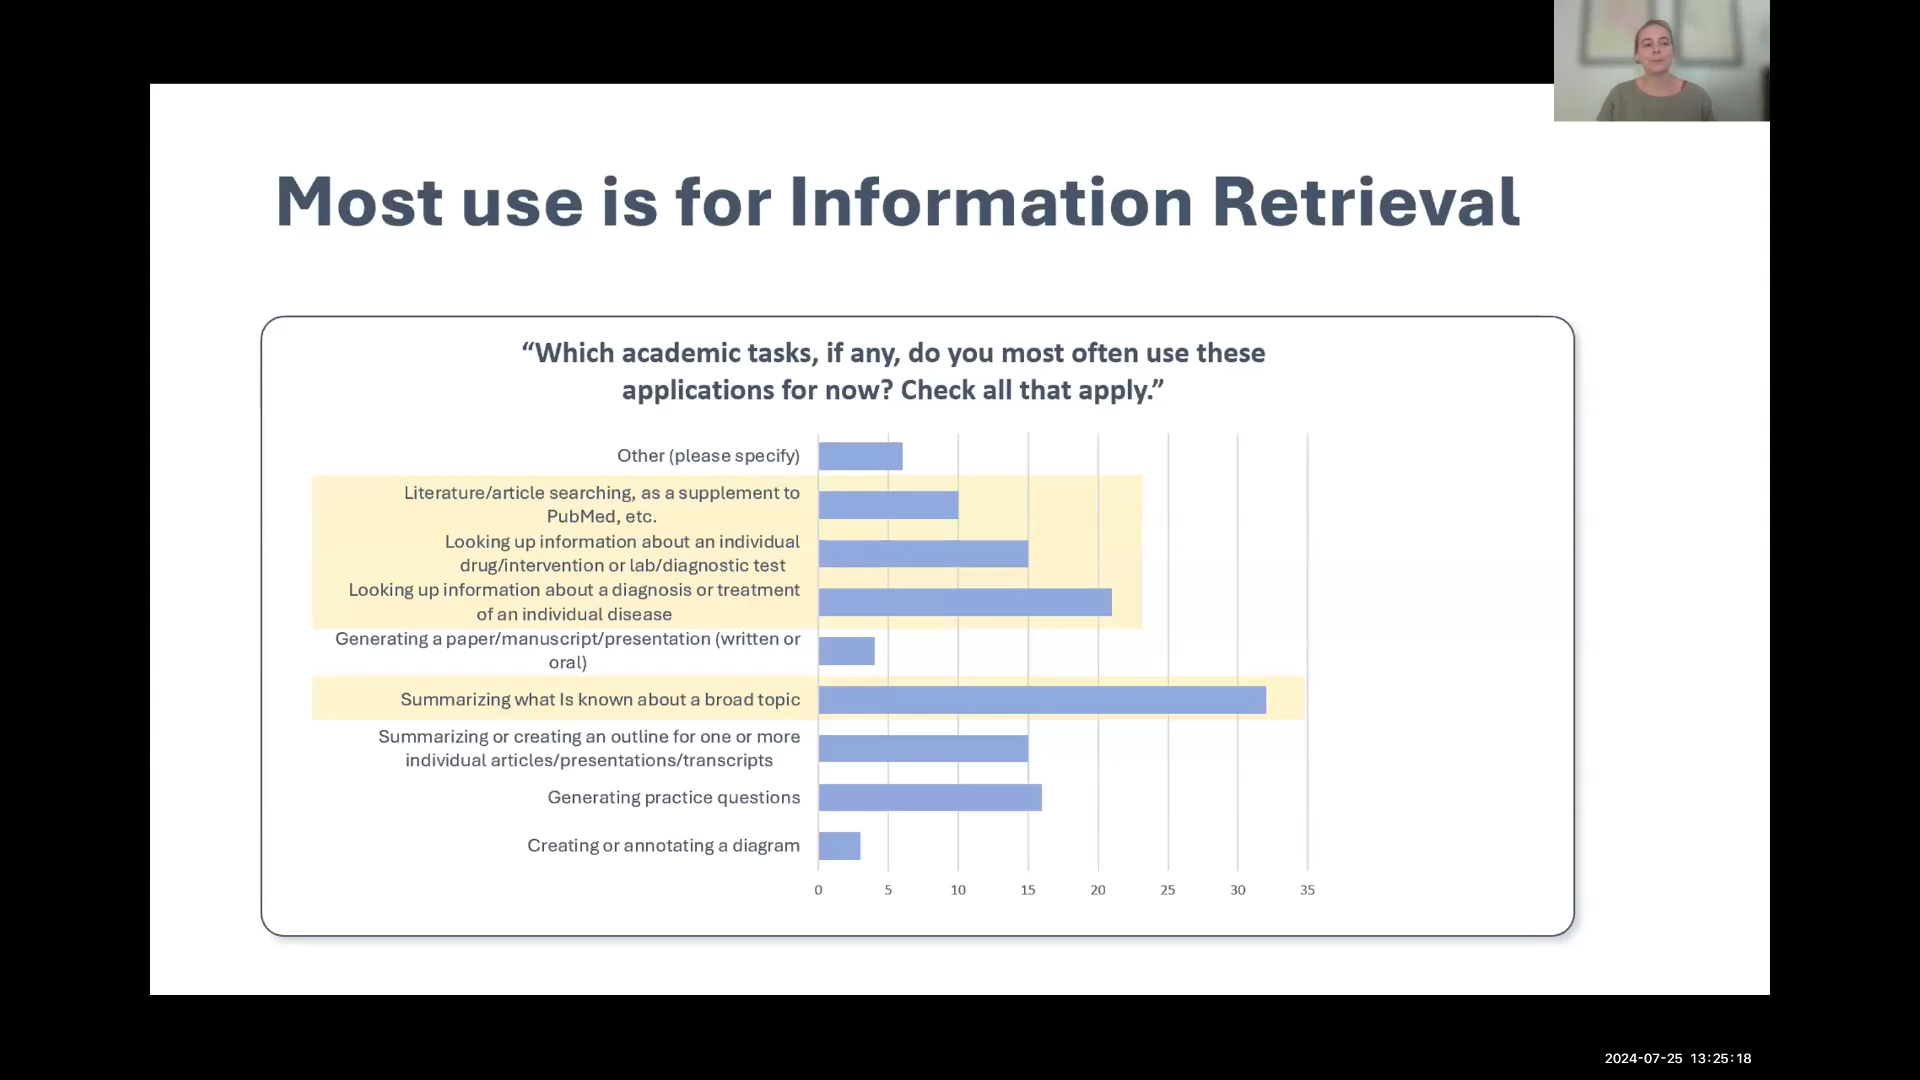 Most use is for Information Retrieval
“Which academic tasks, if any, do you most often use these
applications for now? Check all that apply.”
Other (please specify)
Literature/article searching, as a supplement to
PubMed, etc.
Looking up information about an individual
drug/intervention or lab/diagnostic test
Looking up information about a diagnosis or treatment
of an individual disease
Generating a paper/manuscript/presentation (written or
oral)
Summarizing what Is known about a broad topic
Summarizing or creating an outline for one or more
individual articles/presentations/transcripts
Generating practice questions
Creating or annotating a diagram
0 5 10 15 20 25 30 35
2024-07-25 13:25:18